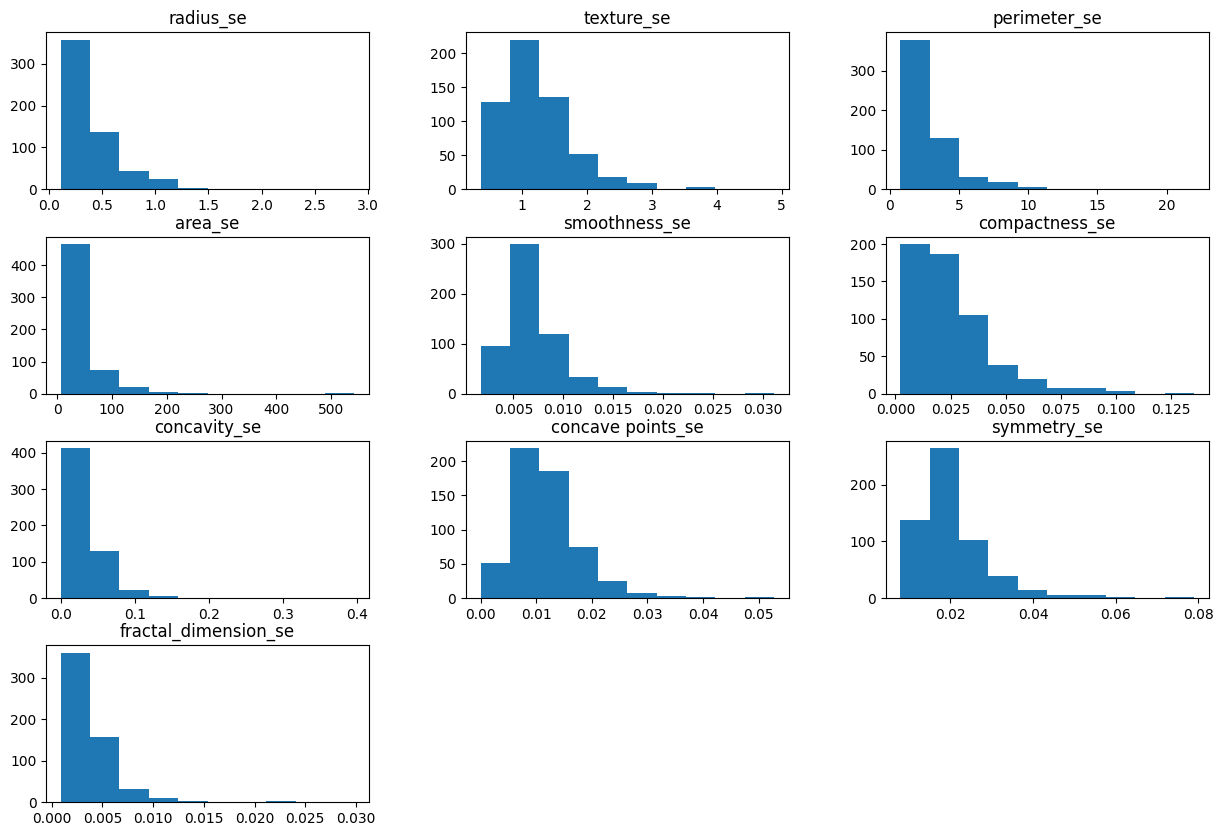 radius_se texture_se perimeter_se
300 200 300
200 150 200
100 100 100
0 50 0
0
0.0 0.5 1.0 1.5 2.0 2.5 3.0 1 2 3 4 5 0 5 10 15 20
area_se smoothness_se compactness_se
400 300 200
300 200 150
200 100 100
100 0 50
0 0
0 100 200 300 400 500 0.005 0.010 0.015 0.020 0.025 0.030 0.000 0.025 0.050 0.075 0.100 0.125
concavity_se concave points_se symmetry_se
400 200 200
300 150 100
200 100 0
100 50
0 0
0.0 0.1 0.2 0.3 0.4 0.00 0.01 0.02 0.03 0.04 0.05 0.02 0.04 0.06 0.08
fractal_dimension_se
300
200
100
0
0.000 0.005 0.010 0.015 0.020 0.025 0.030